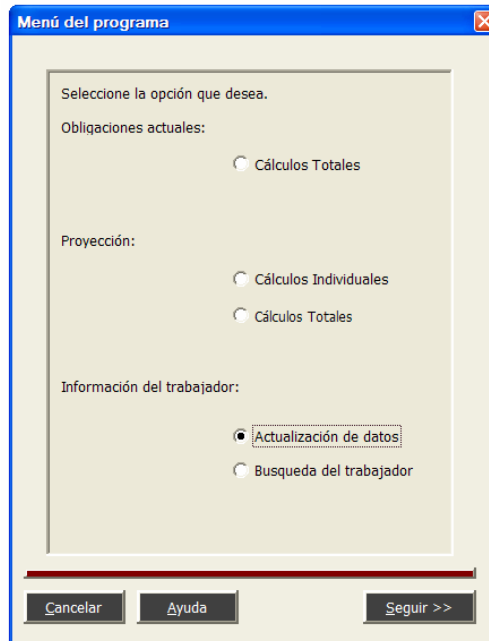 Menú del programa
Seleccione la opción que desea.
Obligaciones actuales:
Cálculos Totales
Proyección:
Cálculos Individuales
Cálculos Totales
Información del trabajador:
Actualización de datos
Busqueda del trabajador
Cancelar
Ayuda
Seguir >>